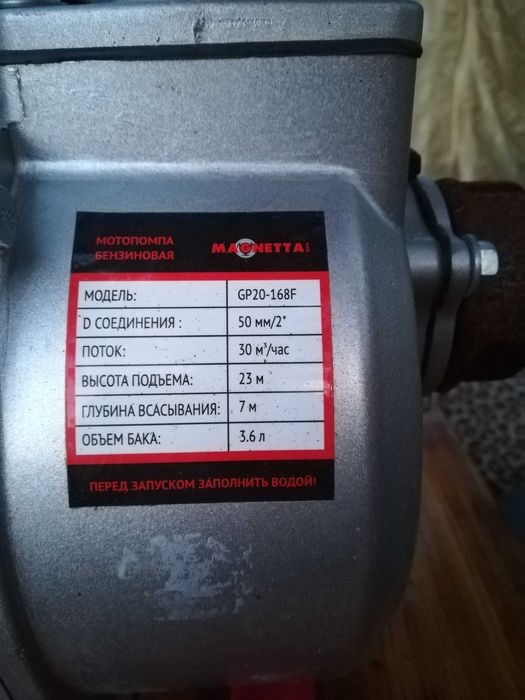 МОТОПОМПА
БЕНЗИНОВАЯ
MAGNETTA
МОДЕЛЬ: GP20-168F
D СОЕДИНЕНИЯ : 50 мм/2"
ПОТОК: 30 м³/час
ВЫСОТА ПОДЪЕМА: 23 м
ГЛУБИНА ВСАСЫВАНИЯ: 7 м
ОБЪЕМ БАКА: 3.6 л
ПЕРЕД ЗАПУСКОМ ЗАПОЛНИТЬ ВОДОЙ!